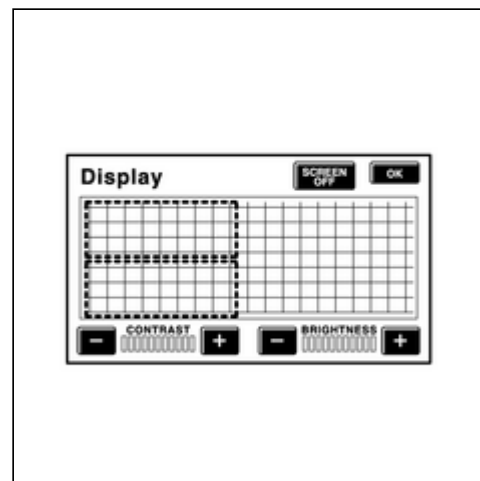 Display
SCREEN
OFF
OK
CONTRAST
BRIGHTNESS
- + - +